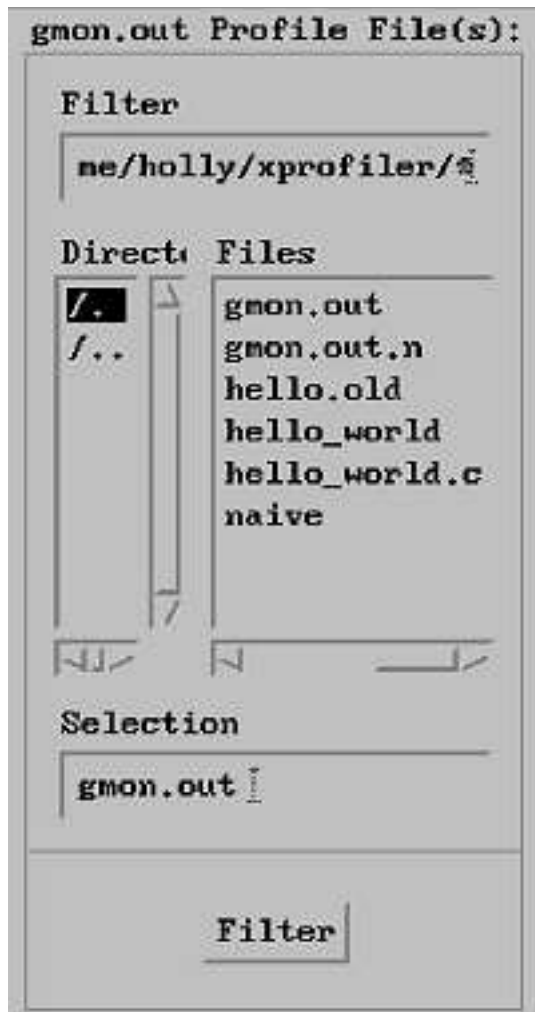 gmon.out Profile File(s):
Filter
me/holly/xprofiler/*
Directo Files
/.
/..
gmon.out
gmon.out.n
hello.old
hello_world
hello_world.c
naive
Selection
gmon.out
Filter